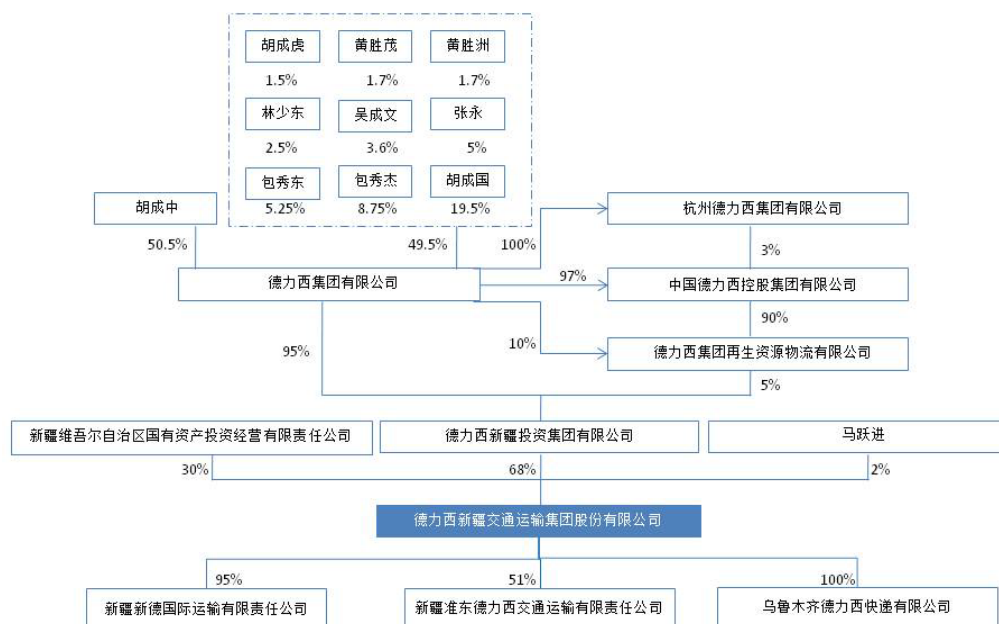 胡成虎
黄胜茂
黄胜洲
1.5%
1.7%
1.7%
林少东
吴成文
张永
2.5%
3.6%
5%
包秀东
包秀杰
胡成国
5.25%
8.75%
19.5%
胡成中
杭州德力西集团有限公司
50.5%
49.5%
100%
3%
德力西集团有限公司
97%
中国德力西控股集团有限公司
90%
95%
10%
德力西集团再生资源物流有限公司
5%
新疆维吾尔自治区国有资产投资经营有限责任公司
德力西新疆投资集团有限公司
马跃进
30%
68%
2%
德力西新疆交通运输集团股份有限公司
95%
51%
100%
新疆新德国际运输有限责任公司
新疆准东德力西交通运输有限责任公司
乌鲁木齐德力西快递有限公司